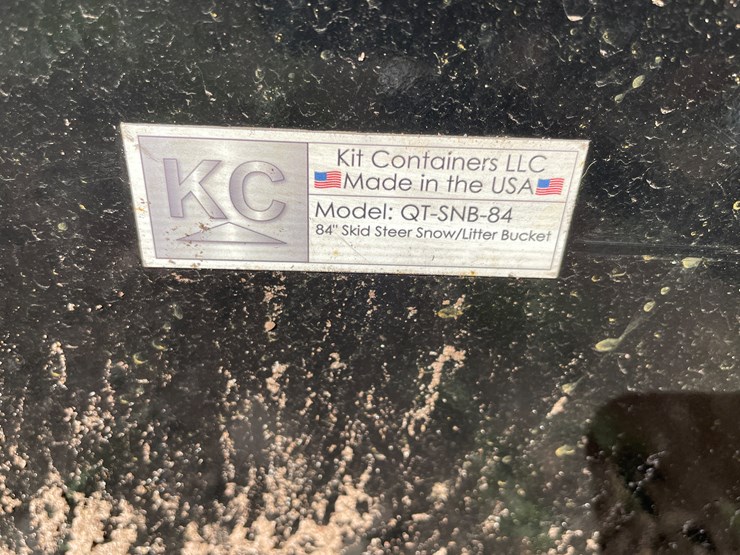 KC
Kit Containers LLC
Made in the USA
Model: QT-SNB-84
84" Skid Steer Snow/Litter Bucket